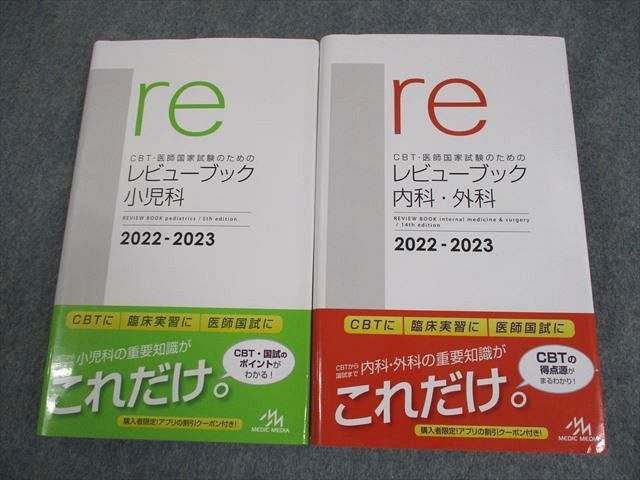 re
CBT・医師国家試験のための
レビューブック
小児科
REVIEW BOOK pediatrics / 5th edition
2022-2023
CBTに 臨床実習に 医師国試に
小児科の重要知識が
これだけ。
CBT・国試の
ポイントが
わかる!
購入者限定!アプリの割引クーポン付き!
MEDIC MEDIA
re
CBT・医師国家試験のための
レビューブック
内科・外科
REVIEW BOOK internal medicine & surgery
/ 14th edition
2022-2023
CBTに 臨床実習に 医師国試に
CBTから
国試まで
内科・外科の重要知識が
これだけ。
CBTの
得点源が
まるわかり!
購入者限定!アプリの割引クーポン付き!
MEDIC MEDIA